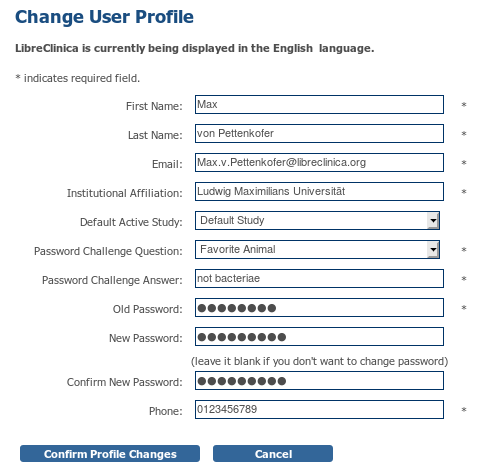 Change User Profile
LibreClinica is currently being displayed in the English language.
* indicates required field.
First Name: Max *
Last Name: von Pettenkofer *
Email: Max.v.Pettenkofer@libreclinica.org *
Institutional Affiliation: Ludwig Maximilians Universität *
Default Active Study: Default Study
Password Challenge Question: Favorite Animal *
Password Challenge Answer: not bacteriae *
Old Password: ●●●●●●●● *
New Password: ●●●●●●●●●
(leave it blank if you don't want to change password)
Confirm New Password: ●●●●●●●●●
Phone: 0123456789 *
Confirm Profile Changes Cancel